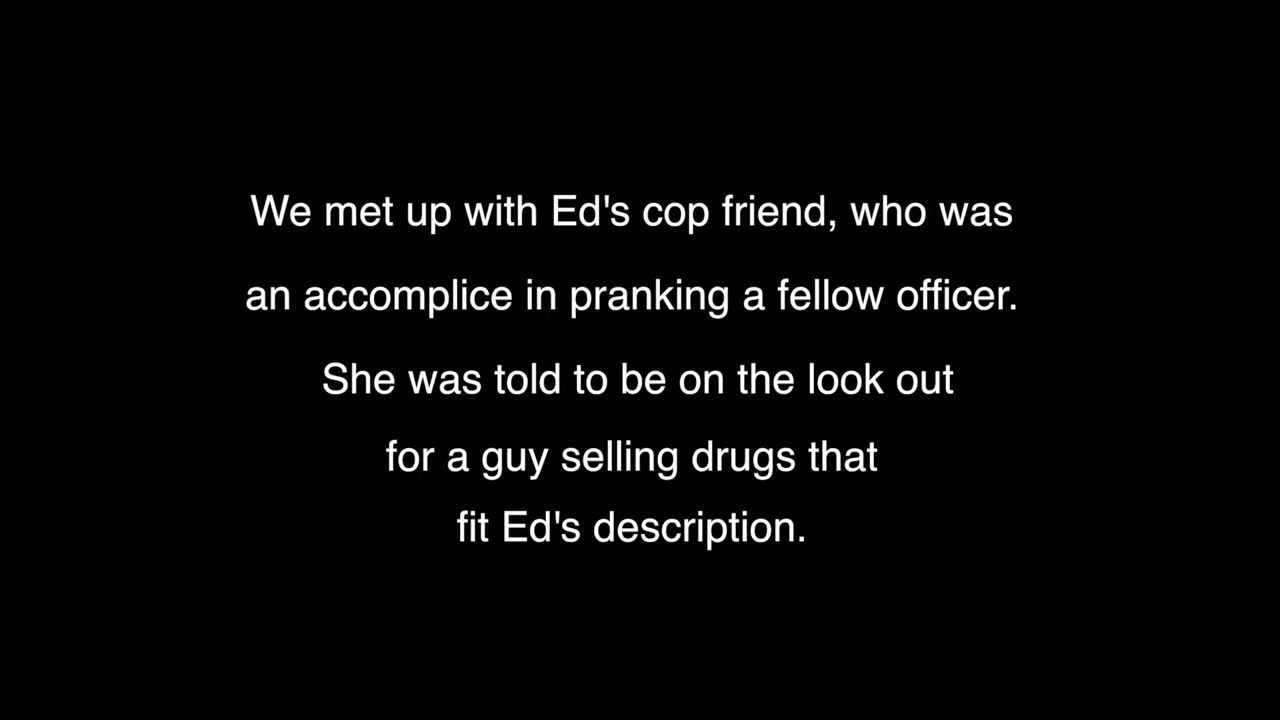 We met up with Ed's cop friend, who was
an accomplice in pranking a fellow officer.
She was told to be on the look out
for a guy selling drugs that
fit Ed's description.